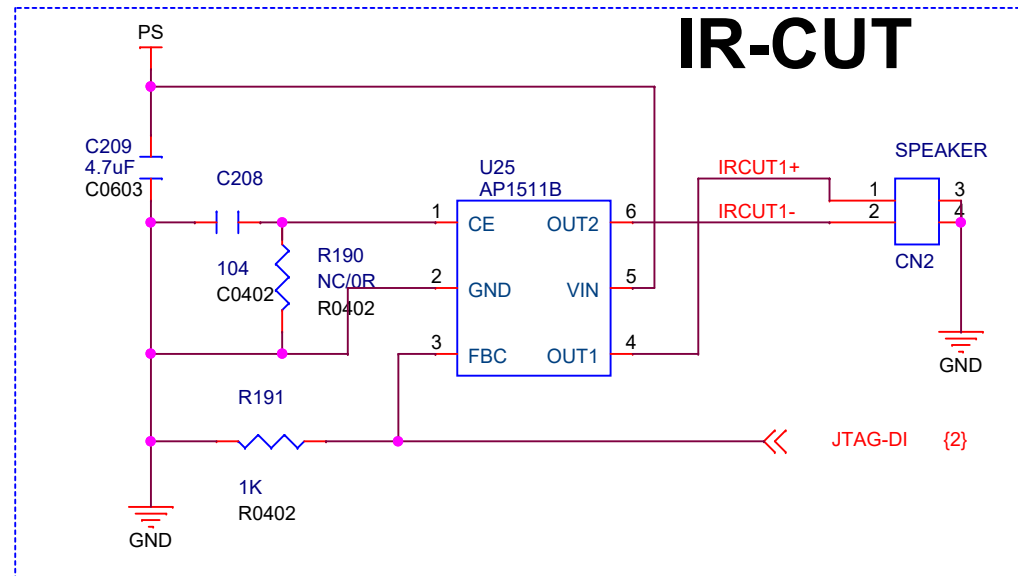 IR-CUT
PS
C209
4.7uF
C0603
C208
104
C0402
R190
NC/0R
R0402
U25
AP1511B
1
CE
OUT2
6
2
GND
VIN
5
3
FBC
OUT1
4
IRCUT1+
IRCUT1-
SPEAKER
1
3
2
4
CN2
GND
R191
1K
R0402
JTAG-DI {2}
GND